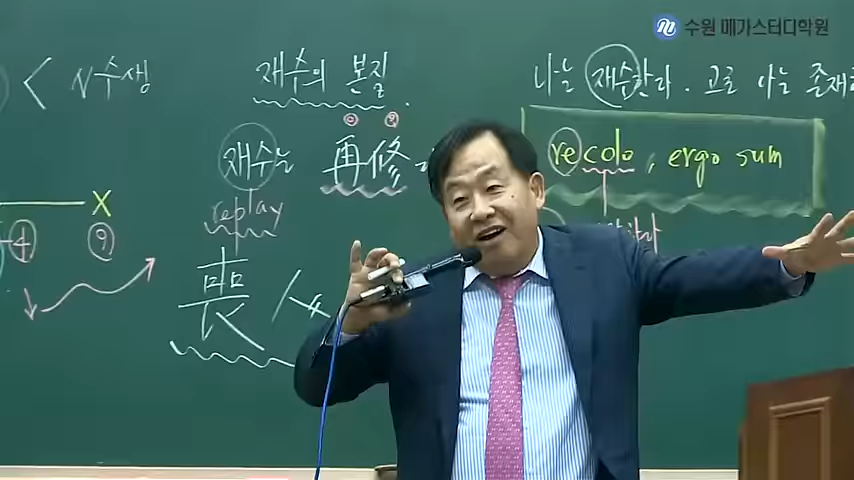 수원 메가스터디학원
< N수생
재수의 본질
나는 재수한다. 고로 나는 존재
재수는 再修
recolo, ergo sum
replay
X
④ ⑨
喪